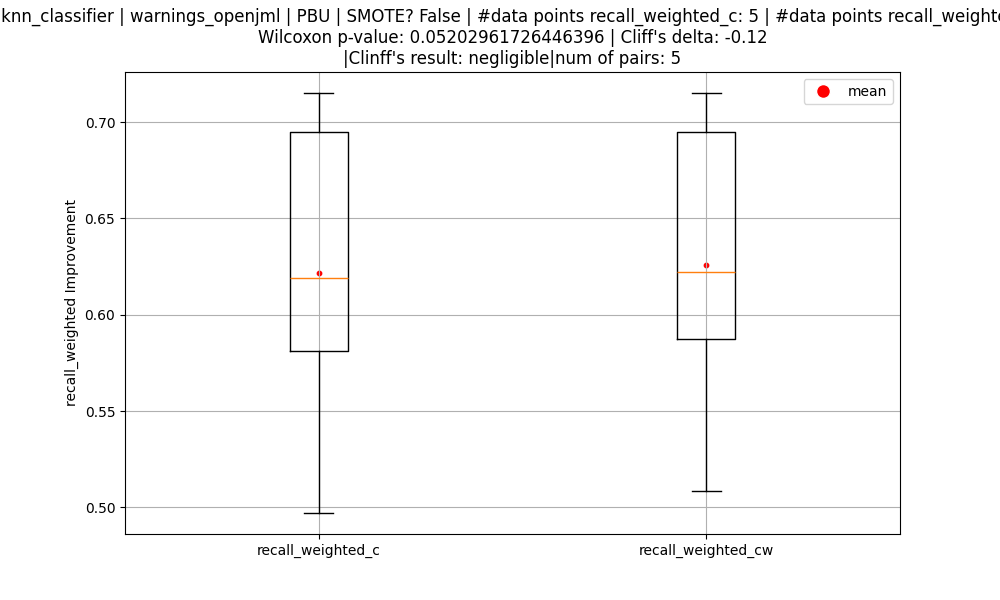 knn_classifier | warnings_openjml | PBU | SMOTE? False | #data points recall_weighted_c: 5 | #data points
Wilcoxon p-value: 0.05202961726446396 | Cliff's delta: -0.12
|Clinff's result: negligible|num of pairs: 5
mean
recall_weighted Improvement
0.70
0.65
0.60
0.55
0.50
recall_weighted_c
recall_weighted_cw